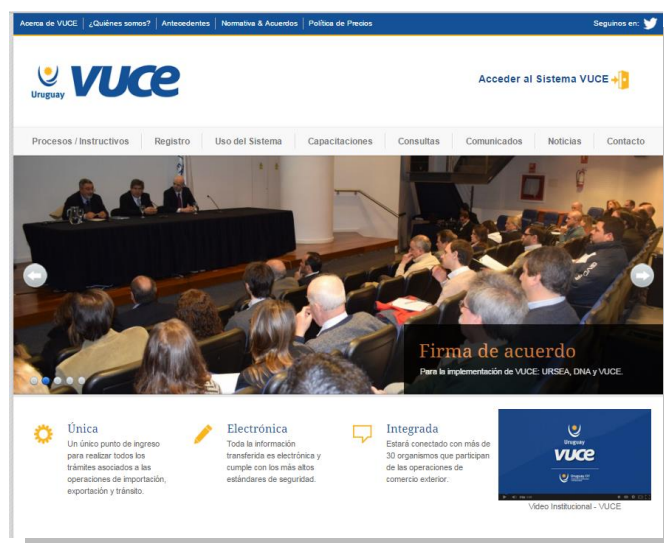 Acerca de VUCE | ¿Quiénes somos? | Antecedentes | Normativa & Acuerdos | Política de Precios
Seguinos en:
Uruguay
vuce
Acceder al Sistema VUCE
Procesos / Instructivos
Registro
Uso del Sistema
Capacitaciones
Consultas
Comunicados
Noticias
Contacto
Firma de acuerdo
Para la implementación de VUCE: URSEA, DNA y VUCE.
Única
Un único punto de ingreso
para realizar todos los
trámites asociados a las
operaciones de importación,
exportación y tránsito.
Electrónica
Toda la información
transferida es electrónica y
cumple con los más altos
estándares de seguridad.
Integrada
Estará conectado con más de
30 organismos que participan
de las operaciones de
comercio exterior.
Uruguay
vuce
Video Institucional - VUCE